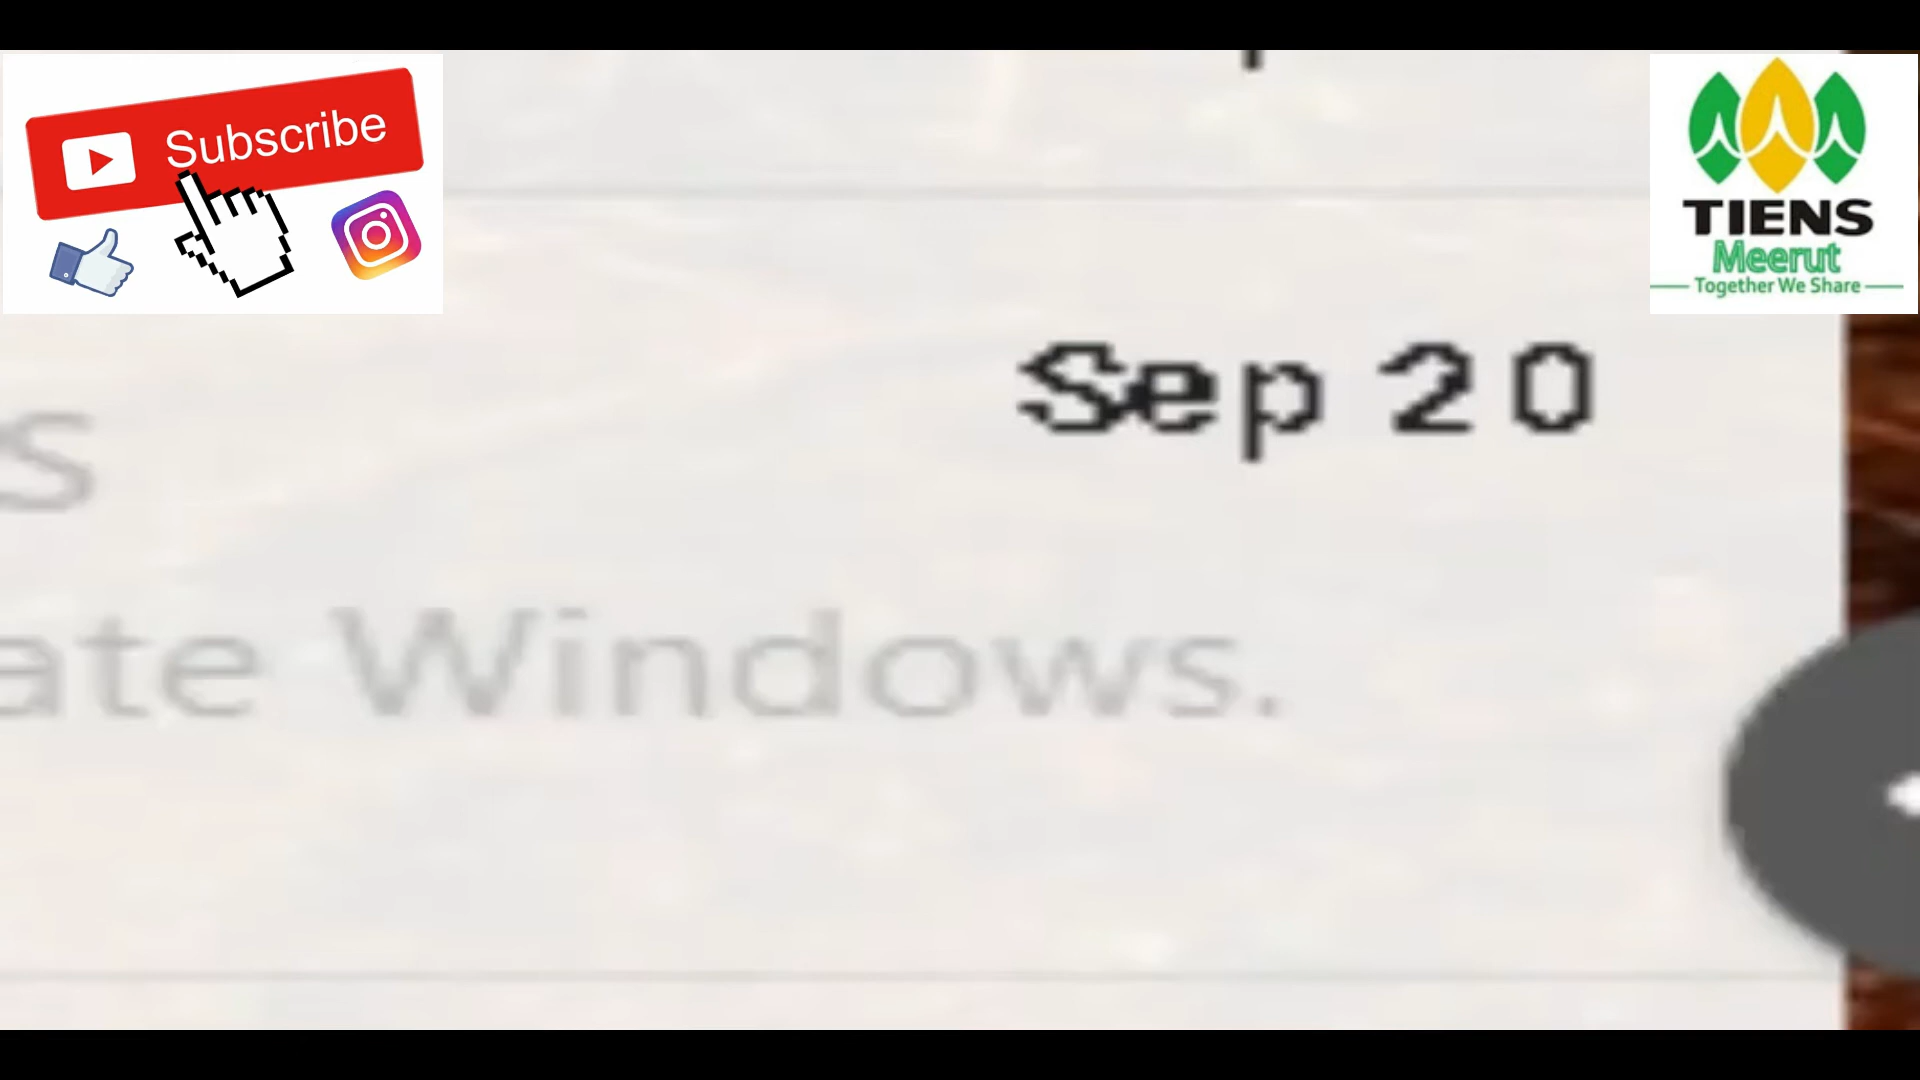 Subscribe
TIENS
Meerut
Together We Share
Sep 20
s
ate Windows.